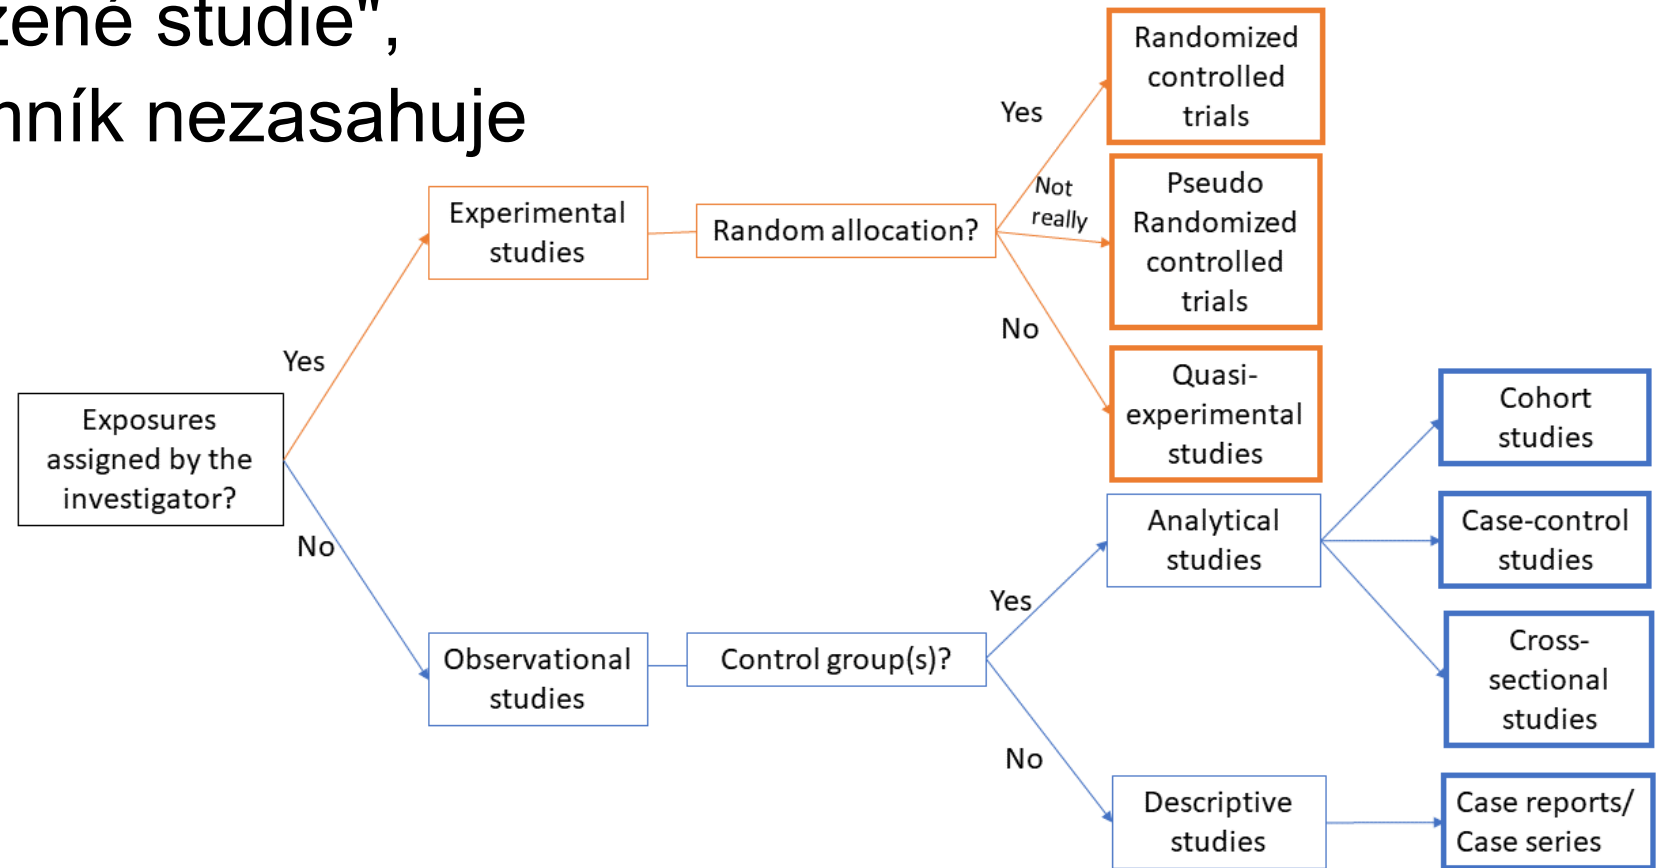 zené studie",
nník nezasahuje
Randomized
controlled
trials
Yes
Not
really
Pseudo
Randomized
controlled
trials
Experimental
studies
Random allocation?
No
Yes
Quasi-
experimental
studies
Cohort
studies
Exposures
assigned by the
investigator?
No
Analytical
studies
Case-control
studies
Yes
Observational
studies
Control group(s)?
Cross-
sectional
studies
No
Descriptive
studies
Case reports/
Case series